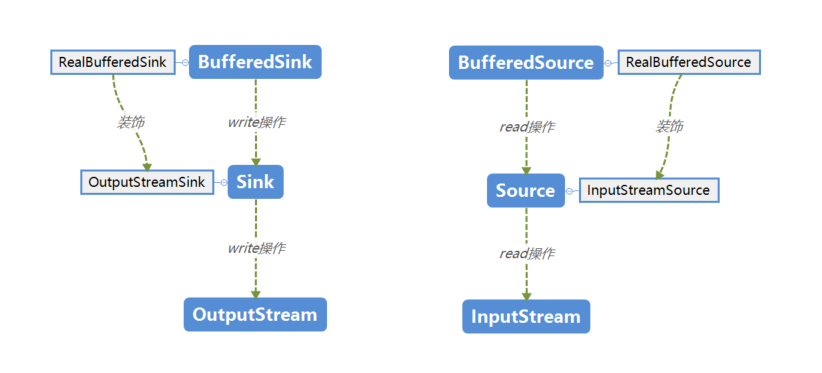 RealBufferedSink
BufferedSink
装饰
write操作
OutputStreamSink
Sink
write操作
OutputStream
BufferedSource
RealBufferedSource
read操作
装饰
Source
InputStreamSource
read操作
InputStream